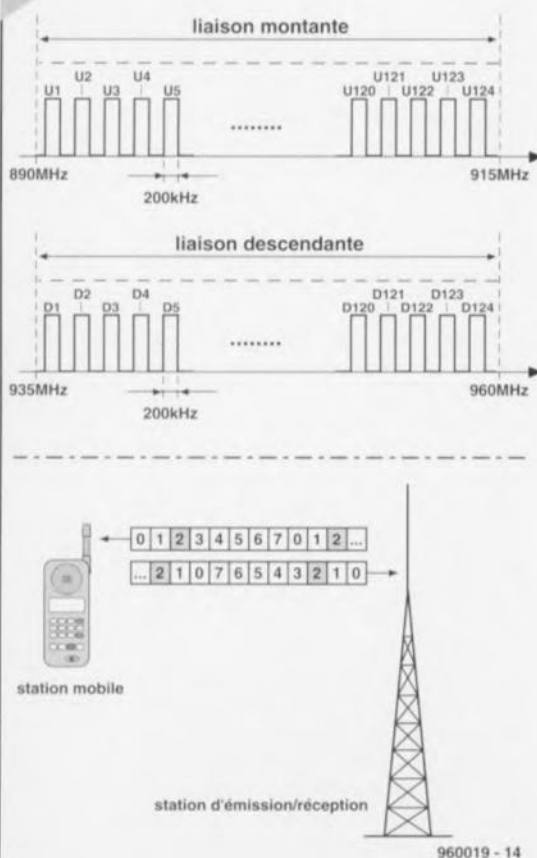 liaison montante
U2 U4 U121 U123
U1 U3 U5 U120 U122 U124
........
890MHz 915MHz
200kHz
liaison descendante
D2 D4 D121 D123
D1 D3 D5 D120 D122 D124
........
935MHz 960MHz
200kHz
0 1 2 3 4 5 6 7 0 1 2 ...
... 2 1 0 7 6 5 4 3 2 1 0
station mobile
station d'émission/réception
960019 - 14